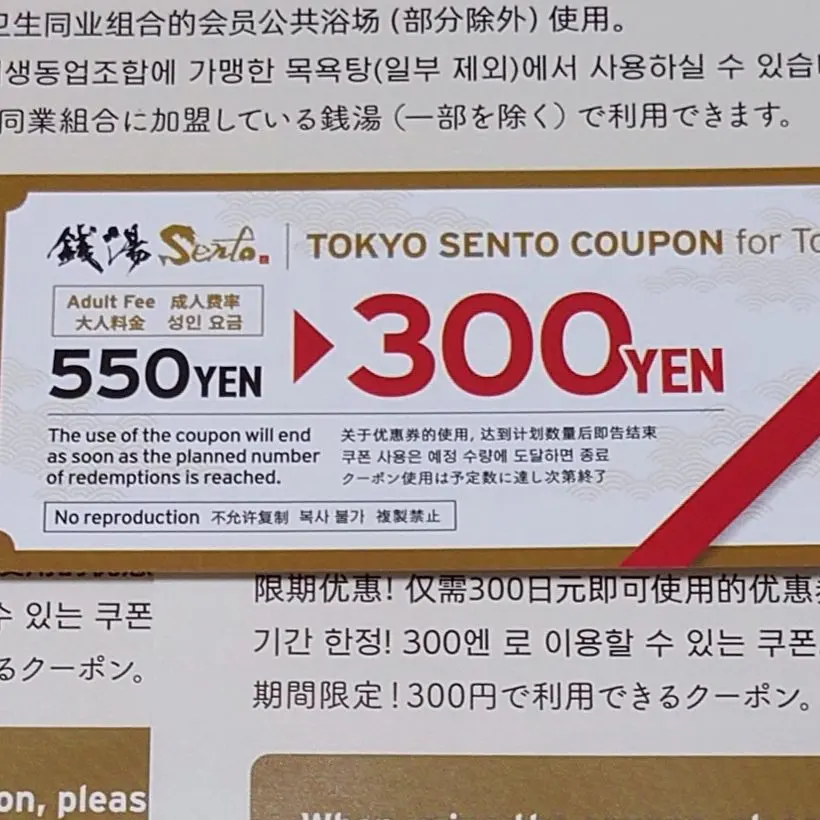 卫生同业组合的会员公共浴场(部分除外)使用。
생동업조합에 가맹한 목욕탕(일부 제외)에서 사용하실 수 있습
同業組合に加盟している銭湯(一部を除く)で利用できます。
銭湯 Sento
TOKYO SENTO COUPON for To
Adult Fee 成人费率
大人料金 성인 요금
550YEN
300YEN
The use of the coupon will end
as soon as the planned number
of redemptions is reached.
关于优惠券的使用, 达到计划数量后即告结束
쿠폰 사용은 예정 수량에 도달하면 종료
クーポン使用は予定数に達し次第終了
No reproduction 不允许复制 복사 불가 複製禁止
수 있는 쿠폰
るクーポン。
限期优惠! 仅需300日元即可使用的优惠券
기간 한정! 300엔 로 이용할 수 있는 쿠폰
期間限定!300円で利用できるクーポン。
on, pleas